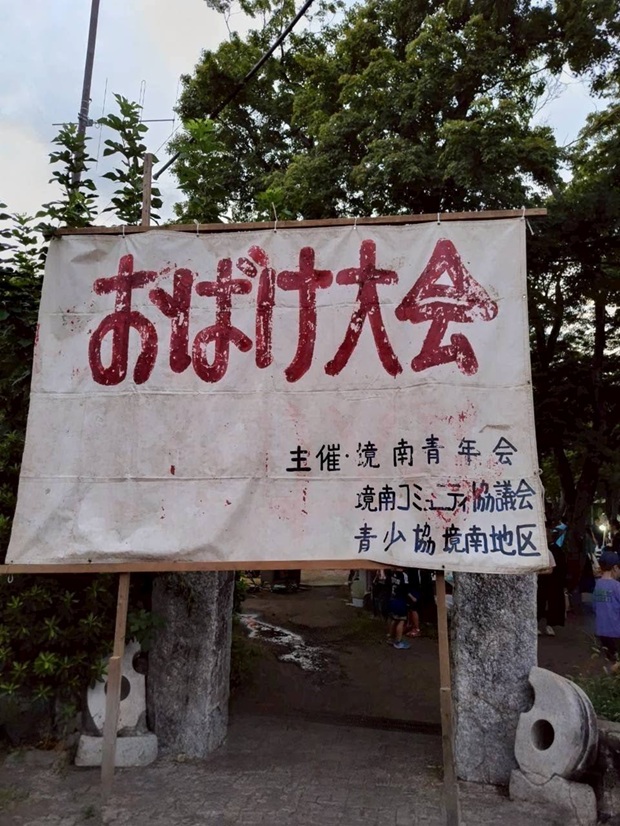 おばけ大会
主催・境南青年会
境南コミュニティ協議会
青少協境南地区